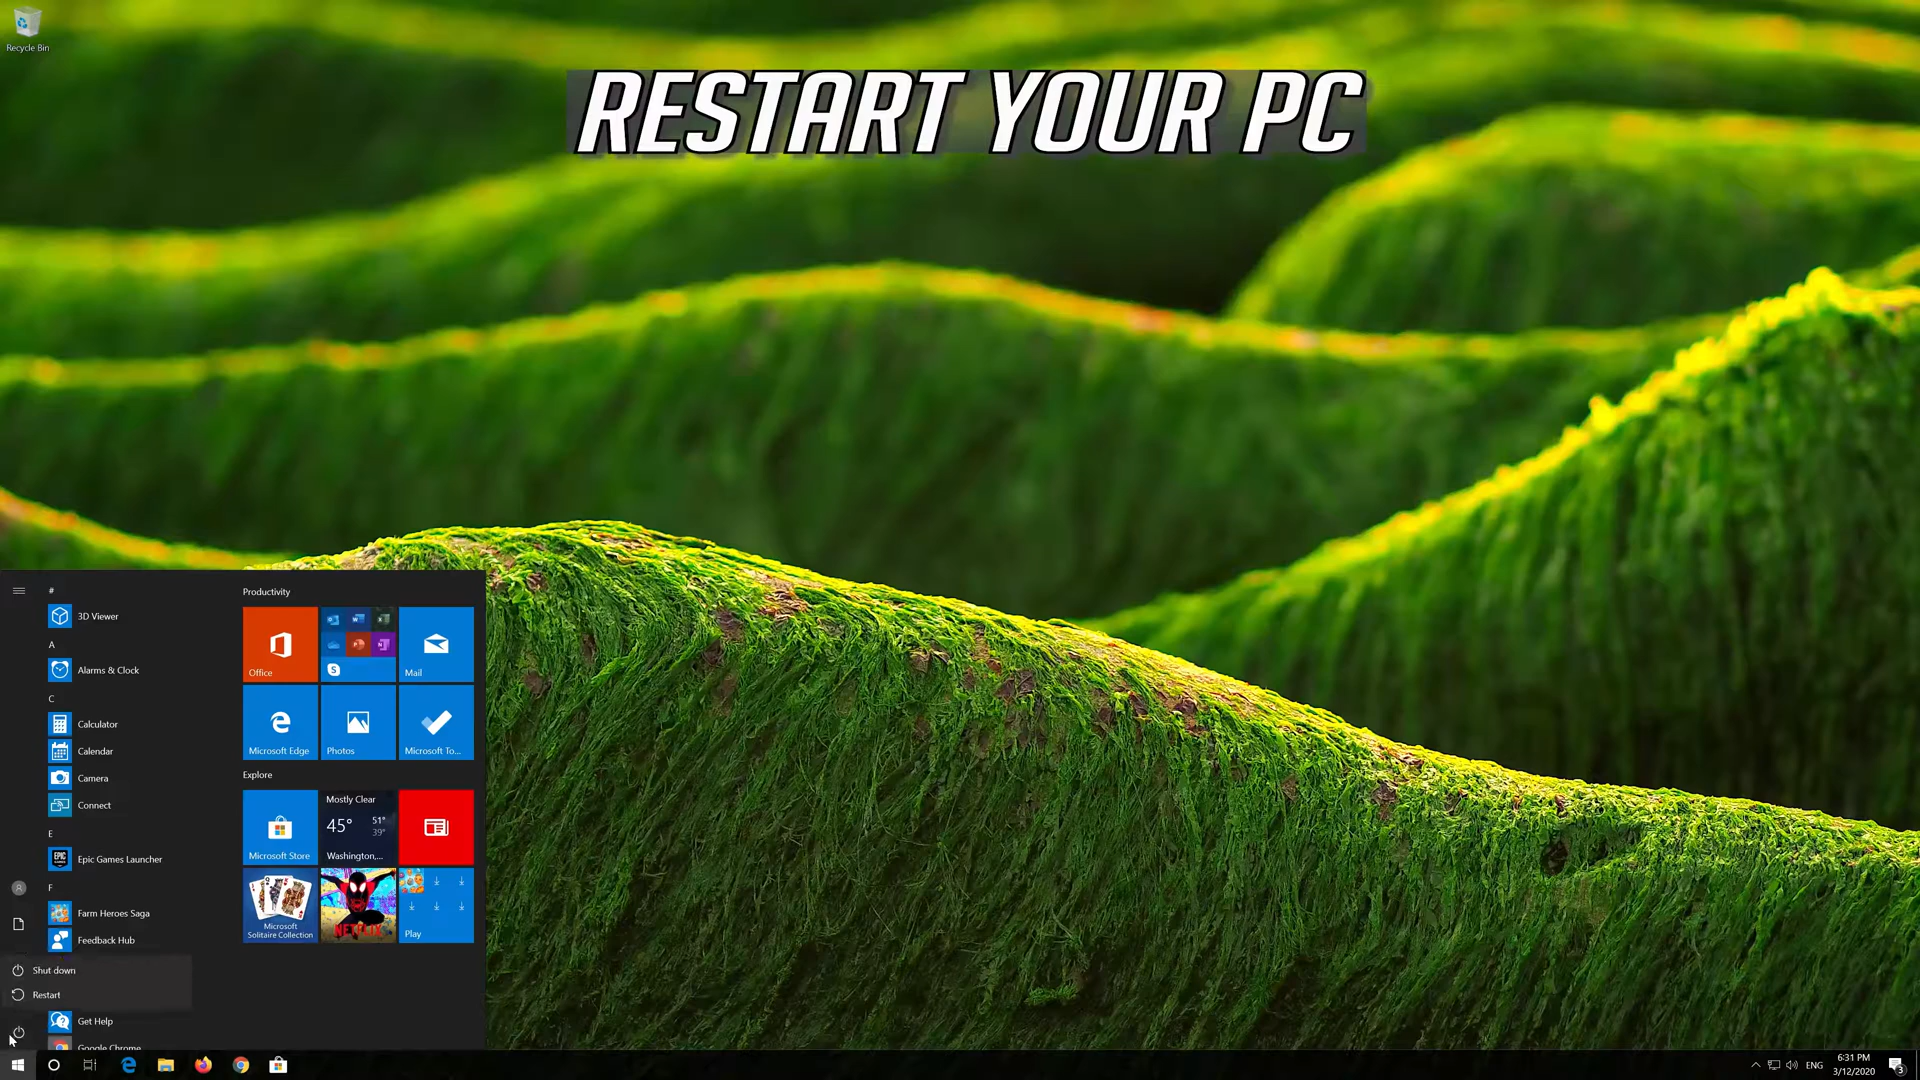 Recycle Bin
RESTART YOUR PC
#
3D Viewer
A
Alarms & Clock
C
Calculator
Calendar
Camera
Connect
E
Epic Games Launcher
F
Farm Heroes Saga
Feedback Hub
Shut down
Restart
Get Help
Google Chrome
Productivity
Office
Mail
Microsoft Edge
Photos
Microsoft To...
Explore
Microsoft Store
Mostly Clear
45°
51°
39°
Washington,...
Microsoft
Solitaire Collection
NETFLIX
Play
EPIC
ENG
6:31 PM
3/12/2020
3